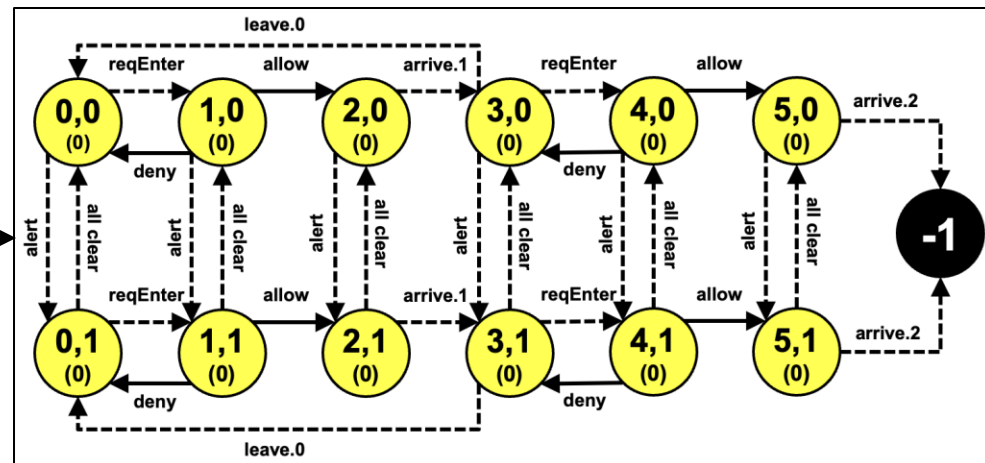 leave.0
reqEnter allow arrive.1 reqEnter allow
arrive.2
0,0 1,0 2,0 3,0 4,0 5,0
(0) (0) (0) (0) (0) (0)
deny deny
alert all clear alert all clear alert all clear alert all clear alert all clear alert all clear
-1
reqEnter allow arrive.1 reqEnter allow
arrive.2
0,1 1,1 2,1 3,1 4,1 5,1
(0) (0) (0) (0) (0) (0)
deny deny
leave.0